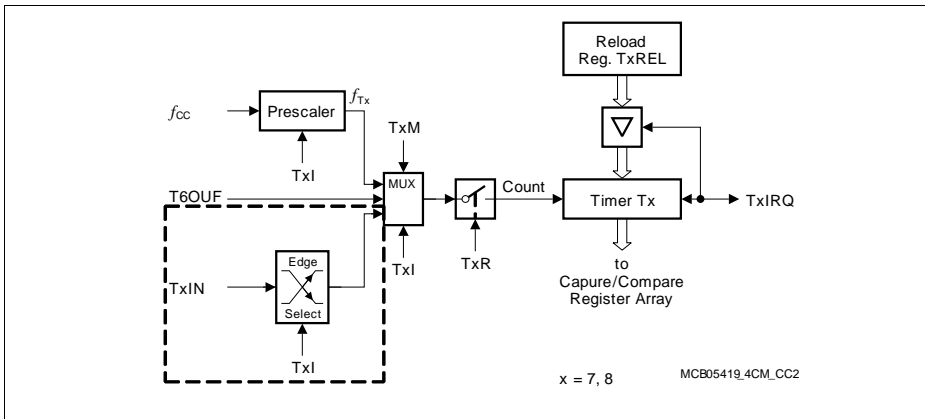 Reload
Reg. TxREL
fCC
Prescaler
fTx
TxM
TxI
MUX
T6OUF
Count
Timer Tx
TxIRQ
TxI
TxR
to
Capure/Compare
Register Array
TxIN
Edge
Select
TxI
x = 7, 8
MCB05419_4CM_CC2